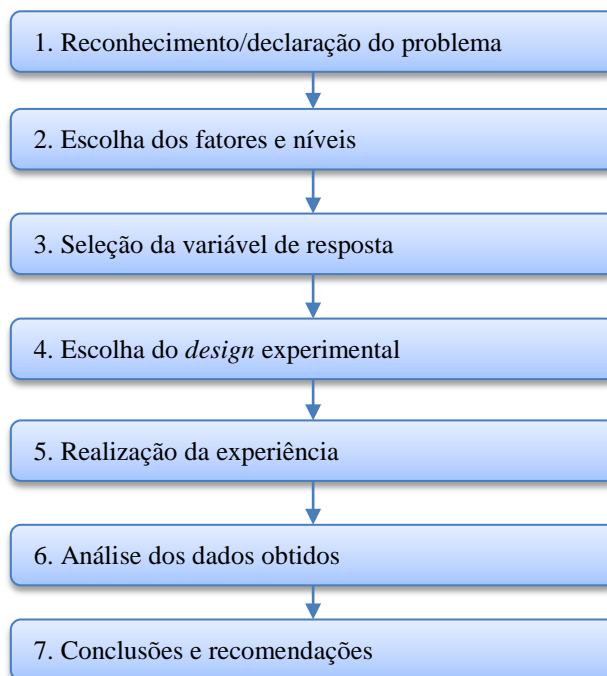 1. Reconhecimento/declaração do problema
2. Escolha dos fatores e níveis
3. Seleção da variável de resposta
4. Escolha do design experimental
5. Realização da experiência
6. Análise dos dados obtidos
7. Conclusões e recomendações